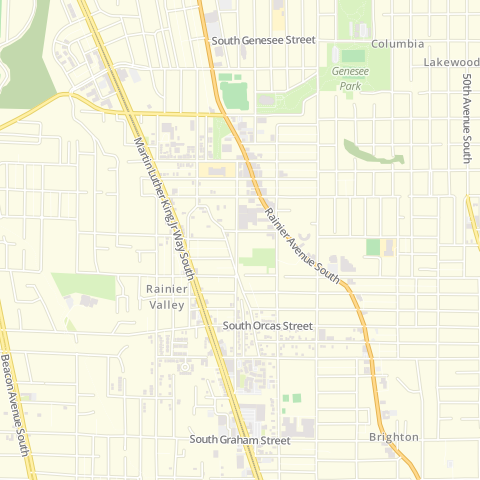 South Genesee Street
Columbia
Lakewood
Genesee
Park
50th Avenue South
Martin Luther King Jr Way South
Rainier Avenue South
Rainier
Valley
South Orcas Street
Beacon Avenue South
South Graham Street
Brighton